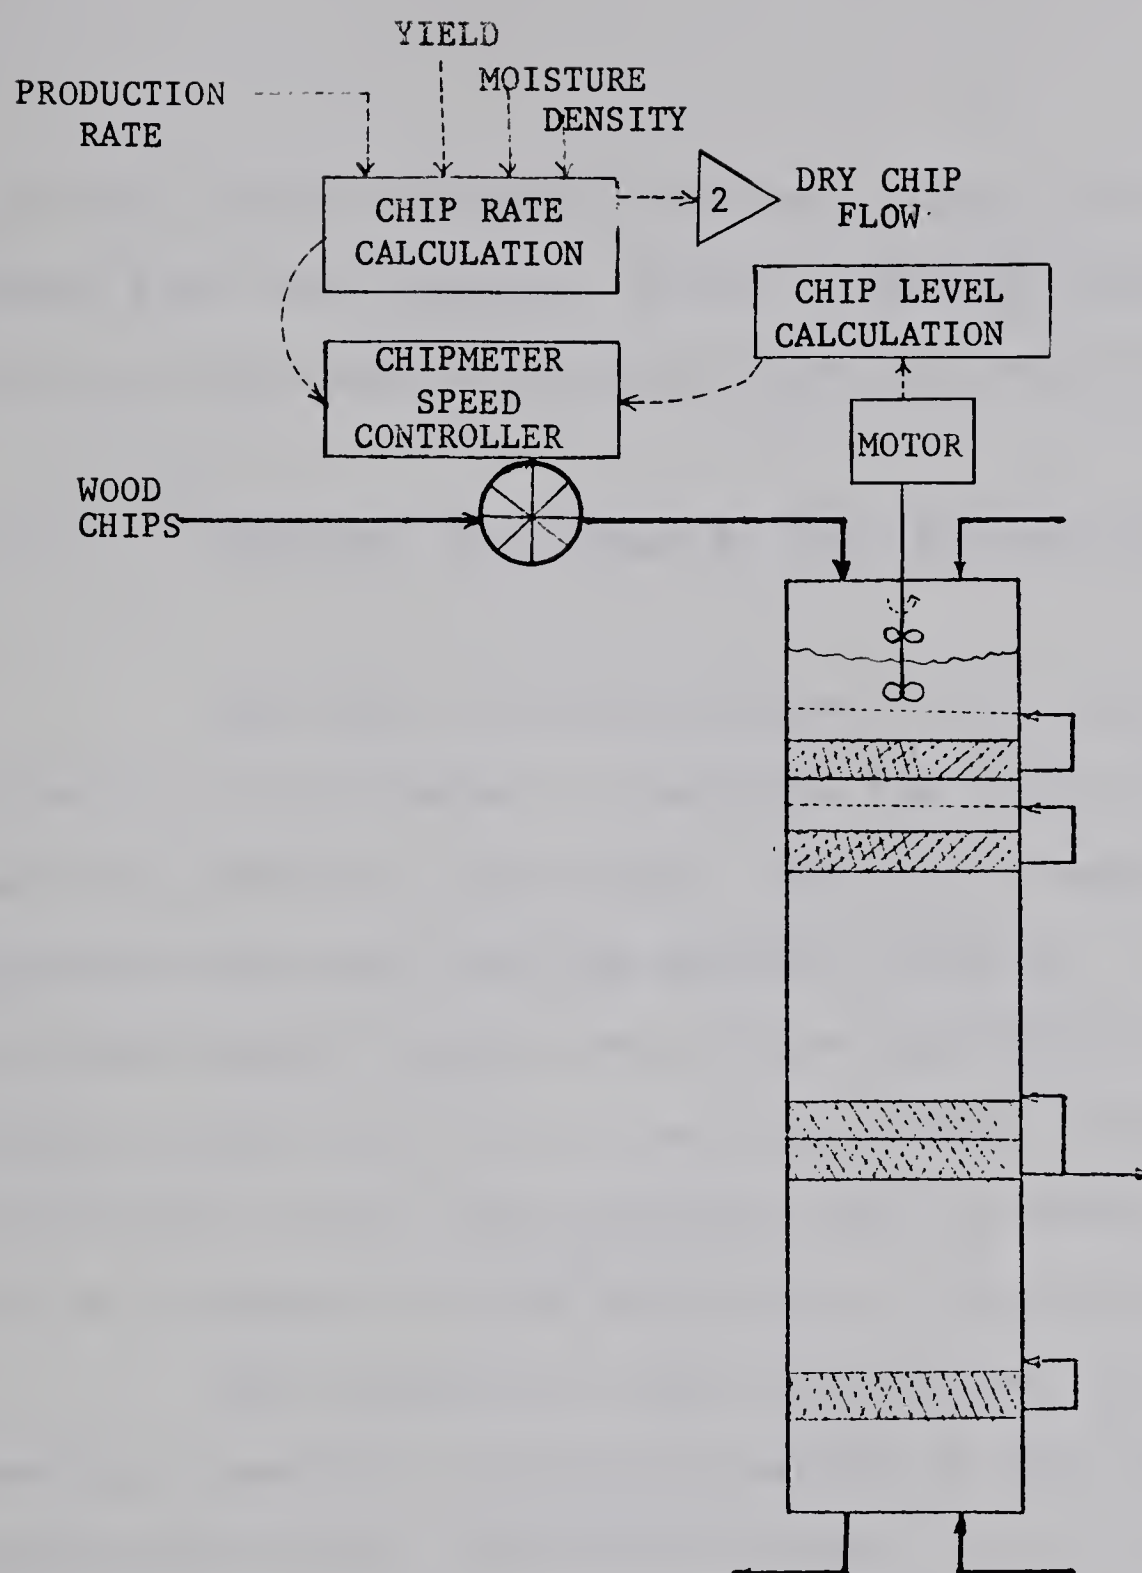 YIELD
PRODUCTION
RATE
MOISTURE
DENSITY
CHIP RATE
CALCULATION
2
DRY CHIP
FLOW
CHIP LEVEL
CALCULATION
CHIPMETER
SPEED
CONTROLLER
MOTOR
WOOD
CHIPS